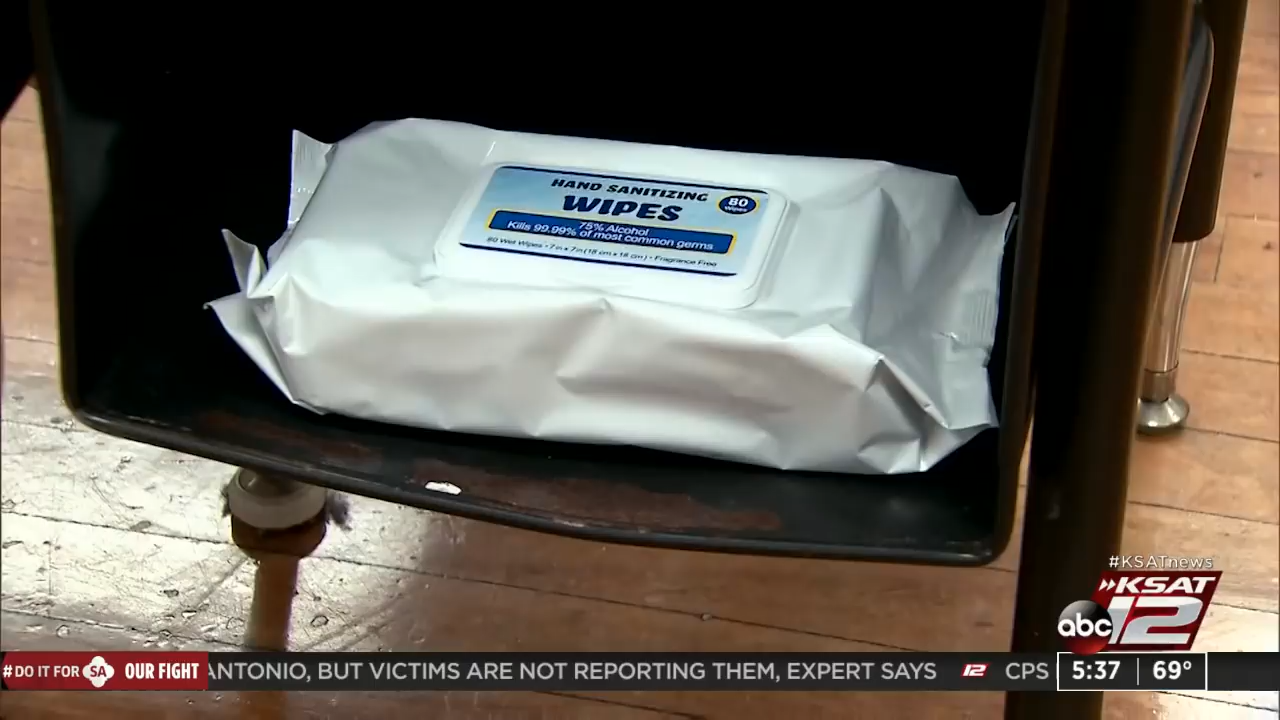 HAND SANITIZING
WIPES
80
Wipes
75% Alcohol
Kills 99.99% of most common germs
80 Wet Wipes • 7 in x 7 in (18 cm x 18 cm) • Fragrance Free
#KSATnews
KSAT
abc 12
#DO IT FOR SA OUR FIGHT ANTONIO, BUT VICTIMS ARE NOT REPORTING THEM, EXPERT SAYS 12 CPS 5:37 69°